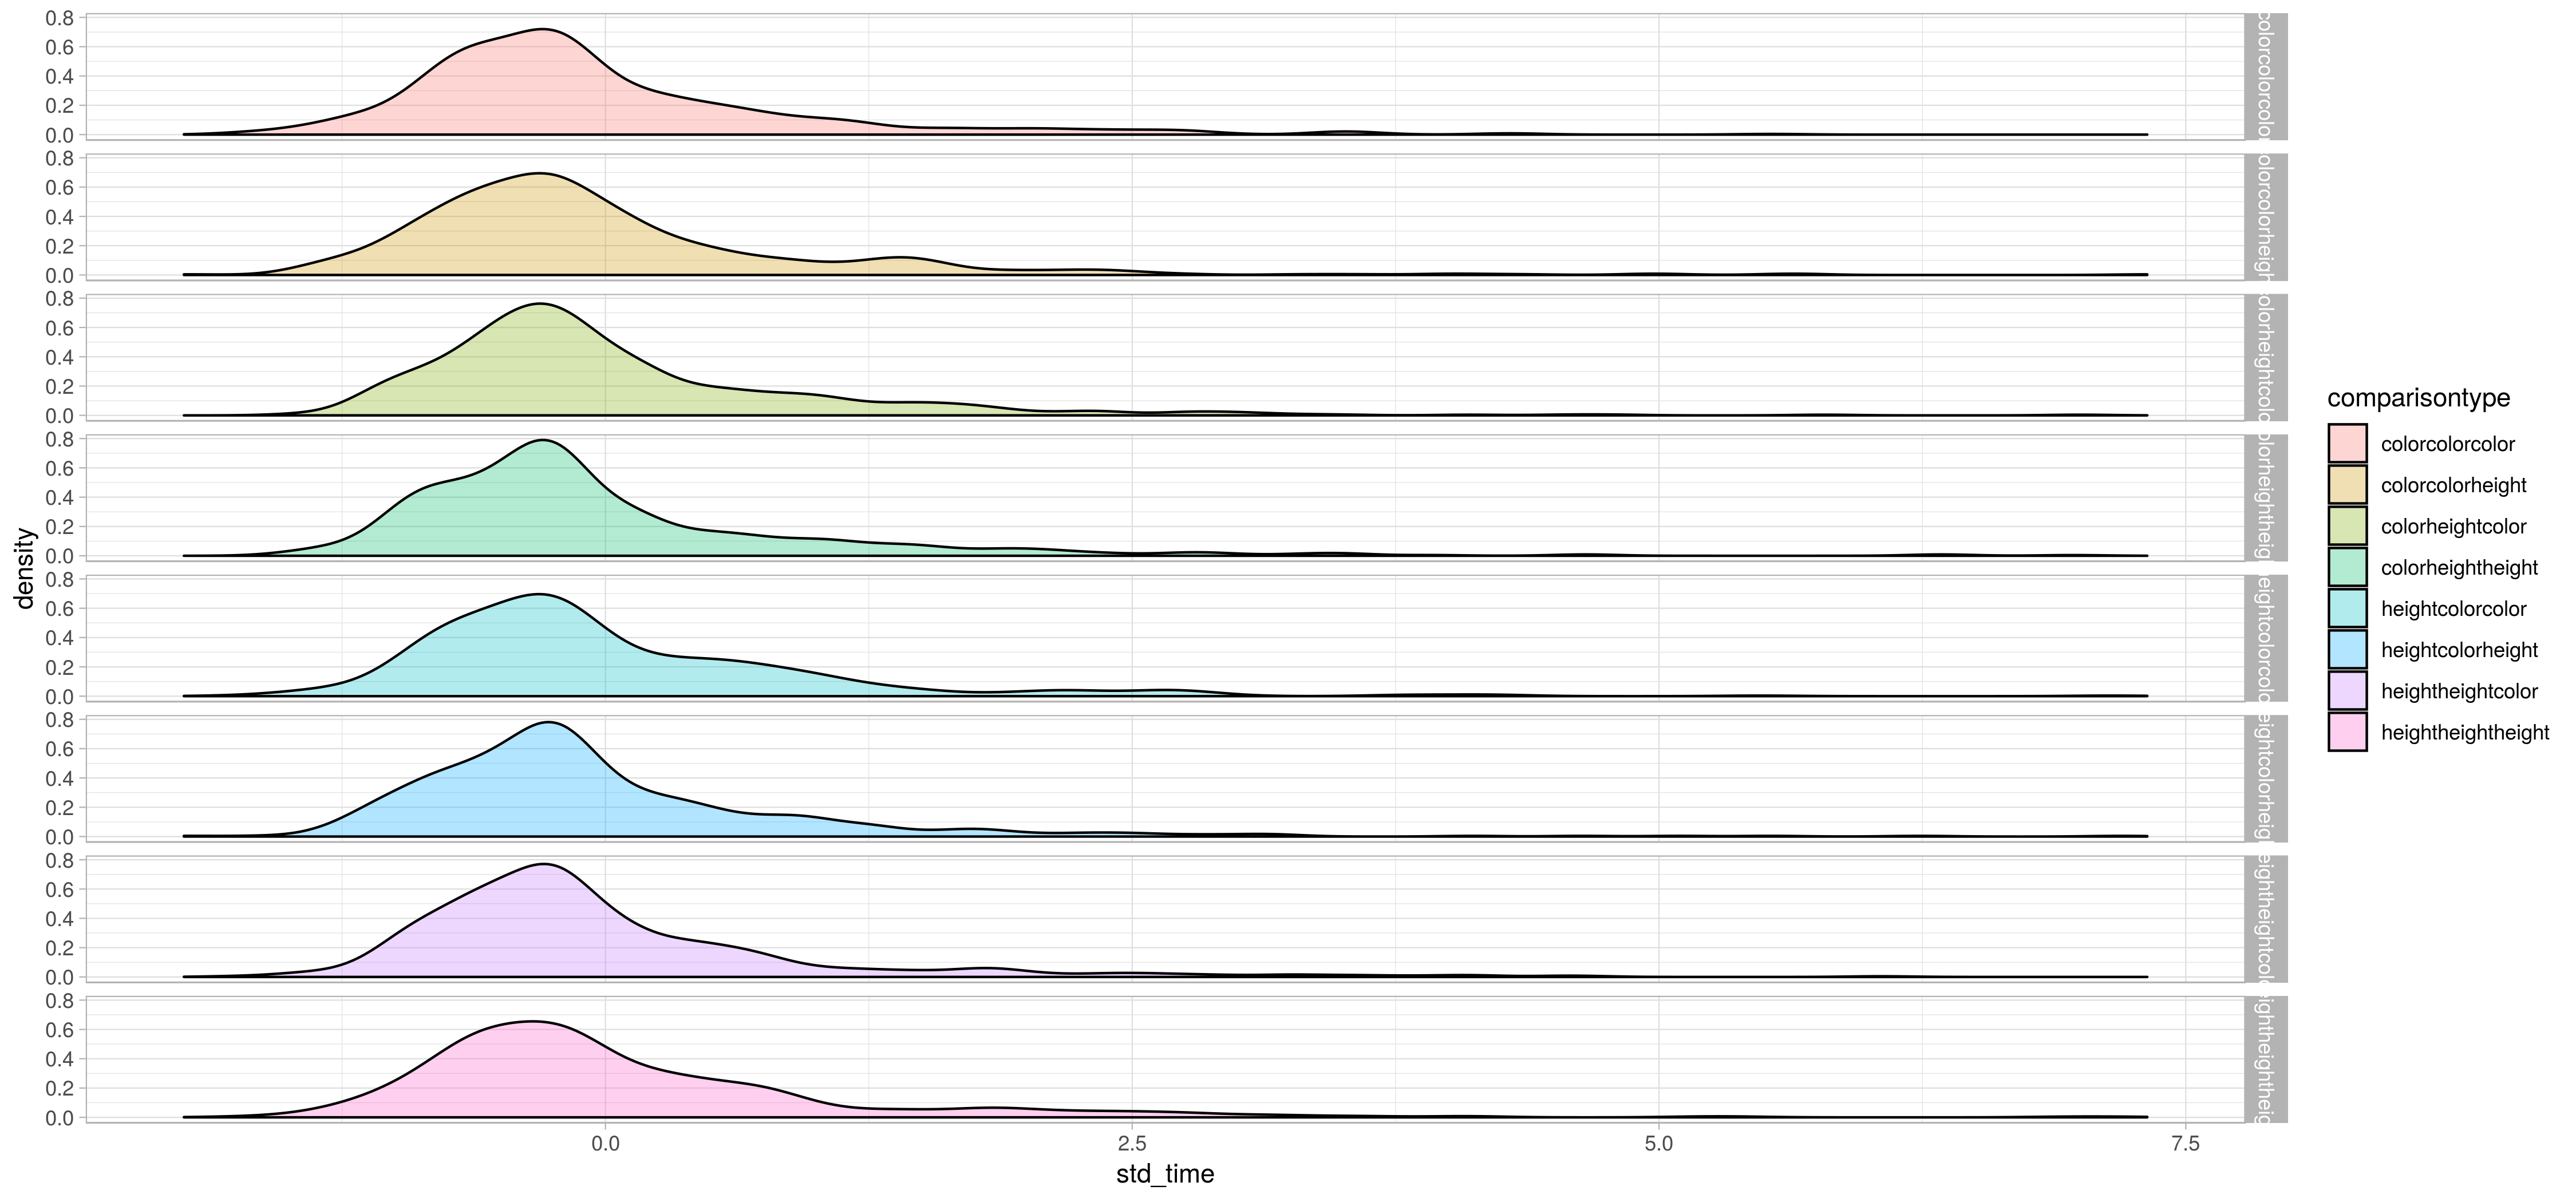 density
0.8
0.6
0.4
0.2
0.0
colorcolorcolor
0.8
0.6
0.4
0.2
0.0
olorcolorheigh
0.8
0.6
0.4
0.2
0.0
olorheightcolo
0.8
0.6
0.4
0.2
0.0
olorheightheig
0.8
0.6
0.4
0.2
0.0
eightcolorcolo
0.8
0.6
0.4
0.2
0.0
eightcolorheig
0.8
0.6
0.4
0.2
0.0
eightheightcolo
0.8
0.6
0.4
0.2
0.0
eightheightheig
0.0
2.5
5.0
7.5
std_time
comparisontype
colorcolorcolor
colorcolorheight
colorheightcolor
colorheightheight
heightcolorcolor
heightcolorheight
heightheightcolor
heightheightheight